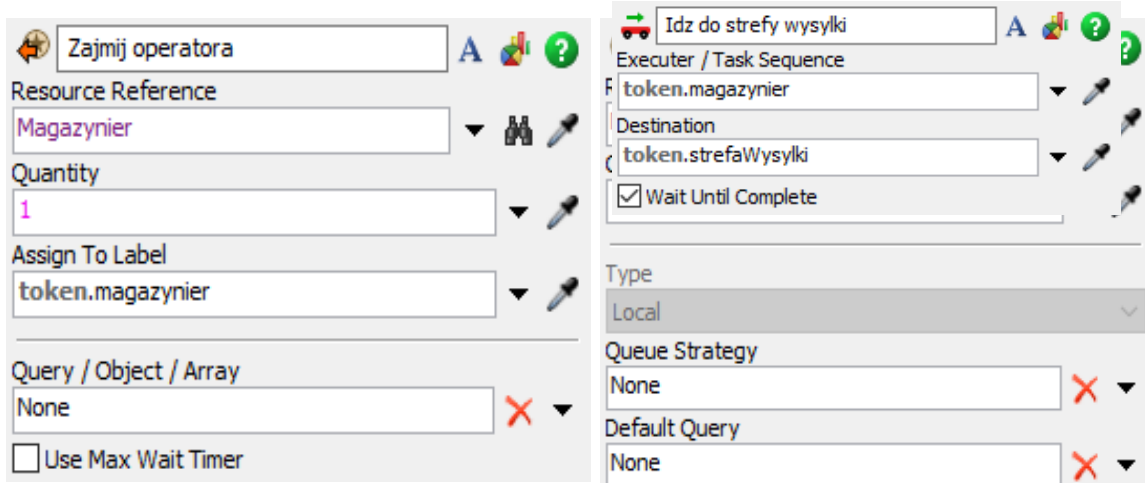 Zajmij operatora
Resource Reference
Magazynier
Quantity
1
Assign To Label
token.magazynier
Query / Object / Array
None
Use Max Wait Timer
Idz do strefy wysylki
Executer / Task Sequence
token.magazynier
Destination
token.strefaWysylki
Wait Until Complete
Type
Local
Queue Strategy
None
Default Query
None